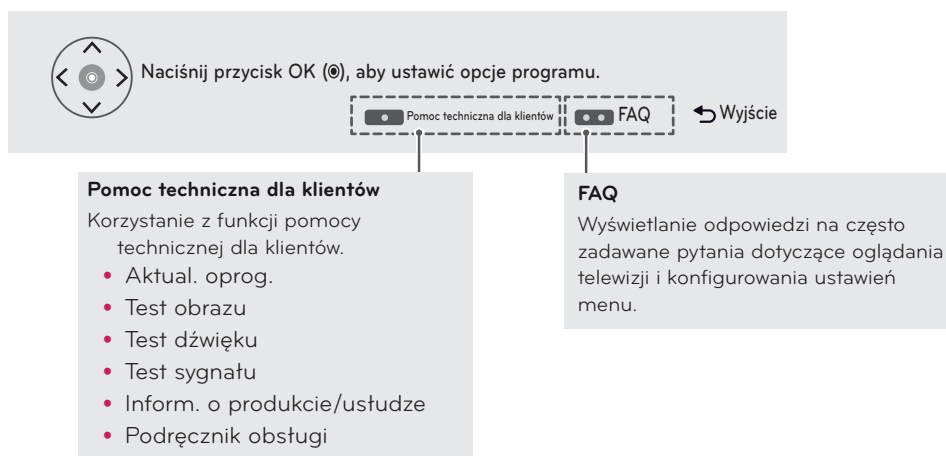 Naciśnij przycisk OK (◉), aby ustawić opcje programu.
Pomoc techniczna dla klientów
FAQ
Wyjście
Pomoc techniczna dla klientów
Korzystanie z funkcji pomocy
technicznej dla klientów.
• Aktual. oprog.
• Test obrazu
• Test dźwięku
• Test sygnału
• Inform. o produkcie/usłudze
• Podręcznik obsługi
FAQ
Wyświetlanie odpowiedzi na często
zadawane pytania dotyczące oglądania
telewizji i konfigurowania ustawień
menu.